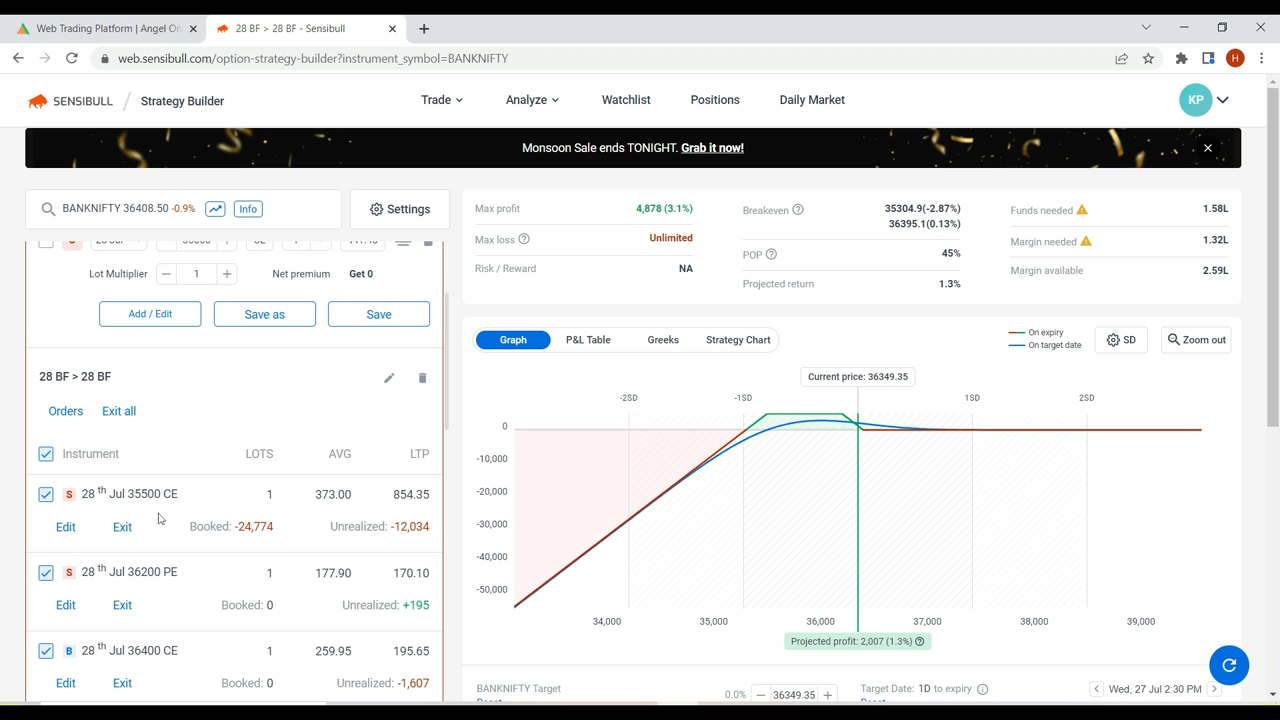 Web Trading Platform | Angel On
28 BF > 28 BF - Sensibull
web.sensibull.com/option-strategy-builder?instrument_symbol=BANKNIFTY
H
SENSIBULL / Strategy Builder
Trade
Analyze
Watchlist
Positions
Daily Market
KP
Monsoon Sale ends TONIGHT. Grab it now!
BANKNIFTY 36408.50 -0.9%
Info
Settings
Lot Multiplier
1
Net premium
Get 0
Add / Edit
Save as
Save
28 BF > 28 BF
Orders
Exit all
Instrument LOTS AVG LTP
S 28 th Jul 35500 CE 1 373.00 854.35
Edit Exit Booked: -24,774 Unrealized: -12,034
S 28 th Jul 36200 PE 1 177.90 170.10
Edit Exit Booked: 0 Unrealized: +195
B 28 th Jul 36400 CE 1 259.95 195.65
Edit Exit Booked: 0 Unrealized: -1,607
Max profit 4,878 (3.1%)
Max loss Unlimited
Risk / Reward NA
Breakeven 35304.9(-2.87%)
36395.1(0.13%)
POP 45%
Projected return 1.3%
Funds needed 1.58L
Margin needed 1.32L
Margin available 2.59L
Graph
P&L Table
Greeks
Strategy Chart
On expiry
On target date
SD
Zoom out
Current price: 36349.35
-2SD -1SD 1SD 2SD
0
-10,000
-20,000
-30,000
-40,000
-50,000
34,000 35,000 36,000 37,000 38,000 39,000
Projected profit: 2,007 (1.3%)
BANKNIFTY Target
0.0%
36349.35
Target Date: 1D to expiry
Wed, 27 Jul 2:30 PM